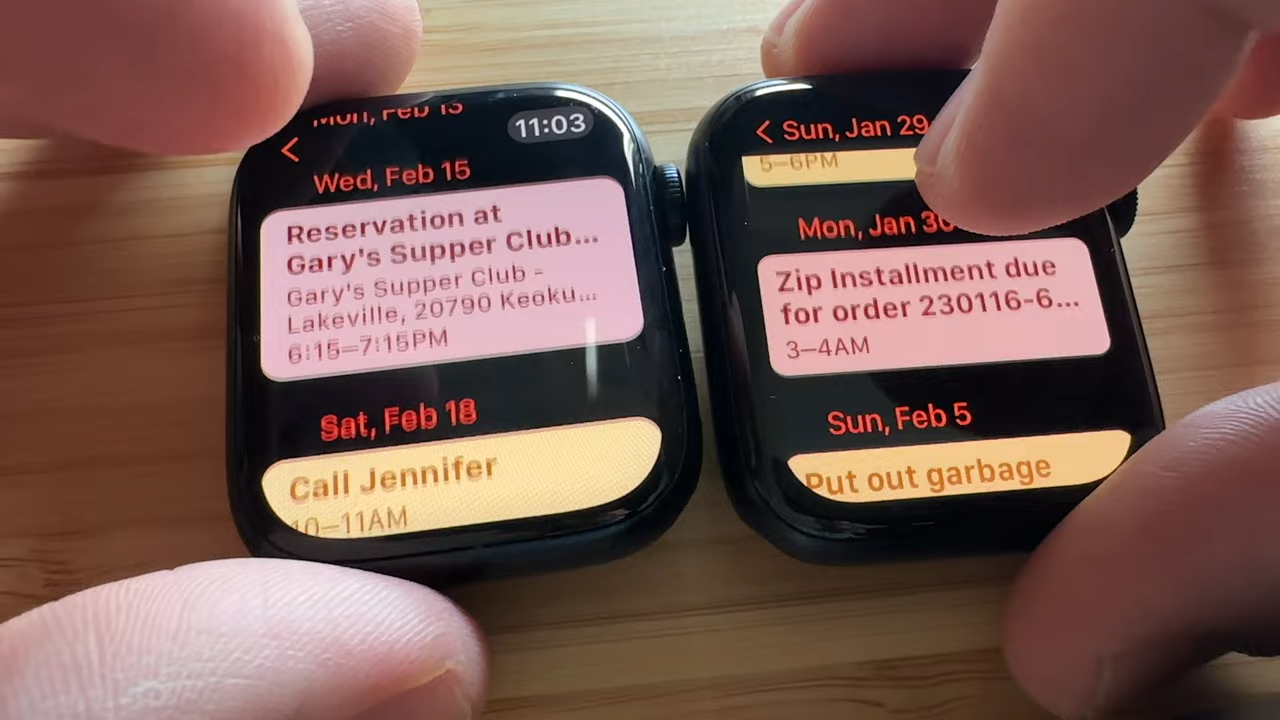 Mon, Feb 13
11:03
Wed, Feb 15
Reservation at
Gary's Supper Club...
Gary's Supper Club -
Lakeville, 20790 Keoku...
6:15–7:15PM
Sat, Feb 18
Call Jennifer
10–11AM
Sun, Jan 29
5–6PM
Mon, Jan 30
Zip Installment due
for order 230116-6...
3–4AM
Sun, Feb 5
Put out garbage